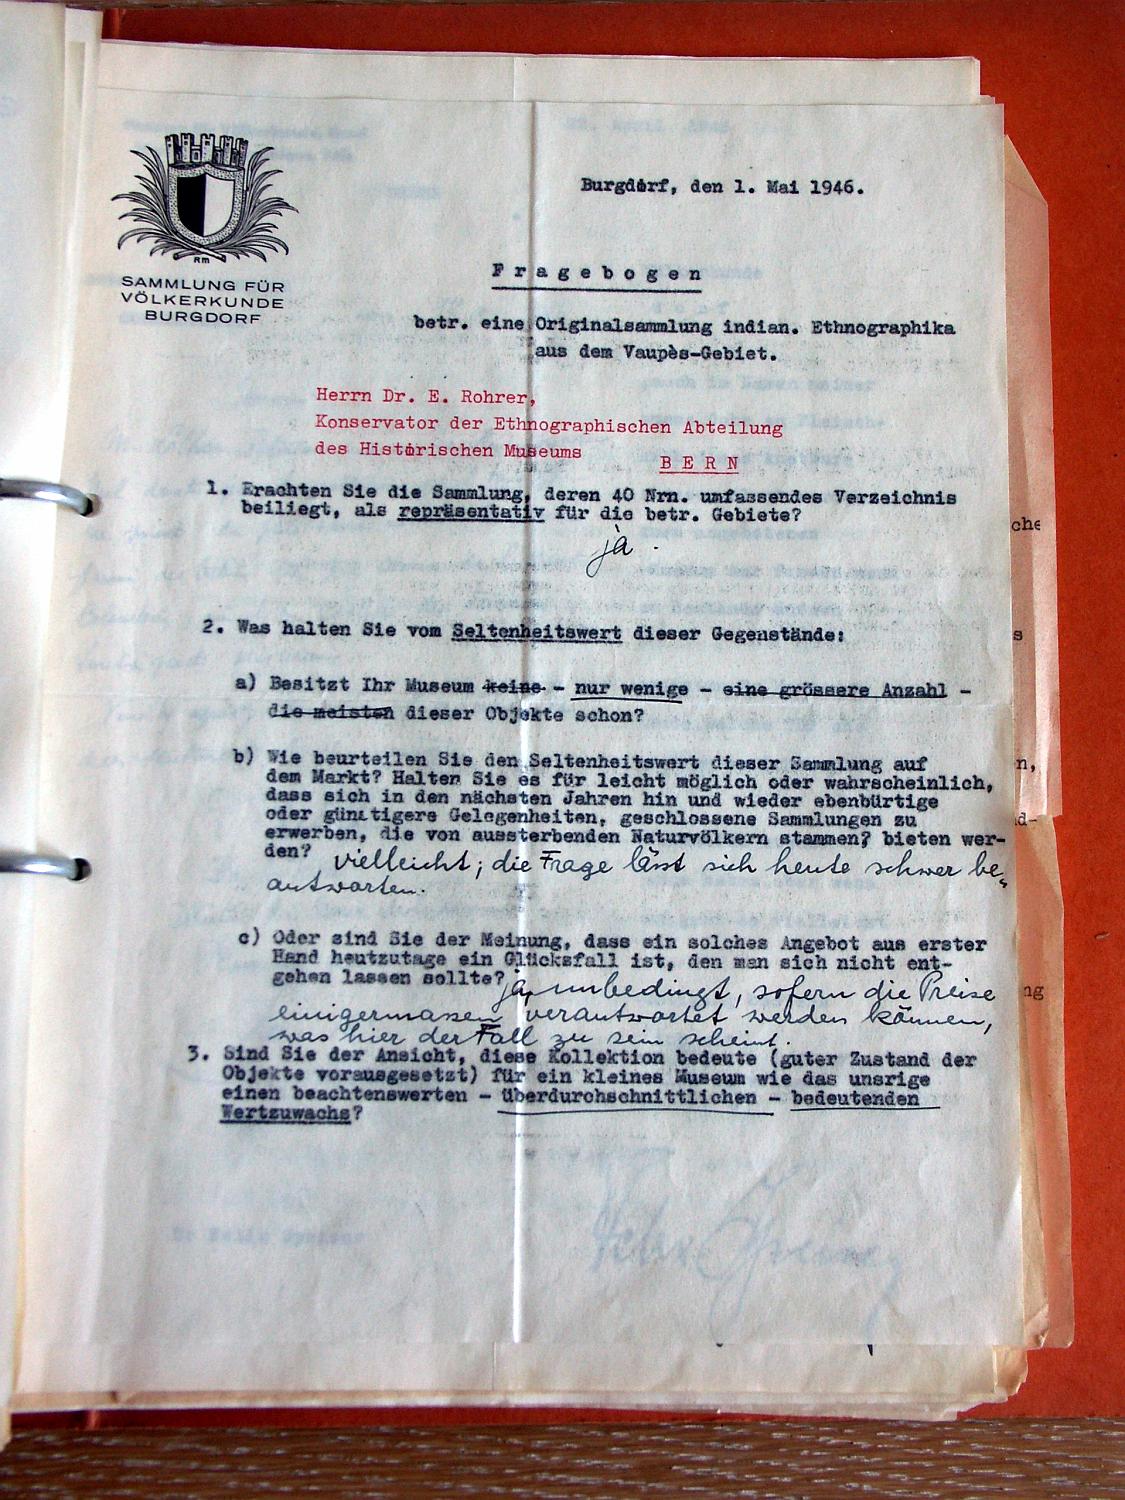 Burgdorf, den 1. Mai 1946.
RM
SAMMLUNG FÜR
VÖLKERKUNDE
BURGDORF
Fragebogen
betr. eine Originalsammlung indian. Ethnographika
aus dem Vaupès-Gebiet.
Herrn Dr. E. Rohrer,
Konservator der Ethnographischen Abteilung
des Historischen Museums
BERN
1. Erachten Sie die Sammlung, deren 40 Nrn. umfassendes Verzeichnis
beiliegt, als repräsentativ für die betr. Gebiete?
ja.
2. Was halten Sie vom Seltenheitswert dieser Gegenstände:
a) Besitzt Ihr Museum keine - nur wenige - eine grössere Anzahl -
die meisten dieser Objekte schon?
b) Wie beurteilen Sie den Seltenheitswert dieser Sammlung auf
dem Markt? Halten Sie es für leicht möglich oder wahrscheinlich,
dass sich in den nächsten Jahren hin und wieder ebenbürtige
oder günstigere Gelegenheiten, geschlossene Sammlungen zu
erwerben, die von aussterbenden Naturvölkern stammen? bieten wer-
den? vielleicht; die Frage lässt sich heute schwer be-
antworten.
c) Oder sind Sie der Meinung, dass ein solches Angebot aus erster
Hand heutzutage ein Glücksfall ist, den man sich nicht ent-
gehen lassen sollte? ja, unbedingt, sofern die Preise
einigermassen verantwortet werden können,
was hier der Fall zu sein scheint.
3. Sind Sie der Ansicht, diese Kollektion bedeute (guter Zustand der
Objekte vorausgesetzt) für ein kleines Museum wie das unsrige
einen beachtenswerten - überdurchschnittlichen - bedeutenden
Wertzuwachs?